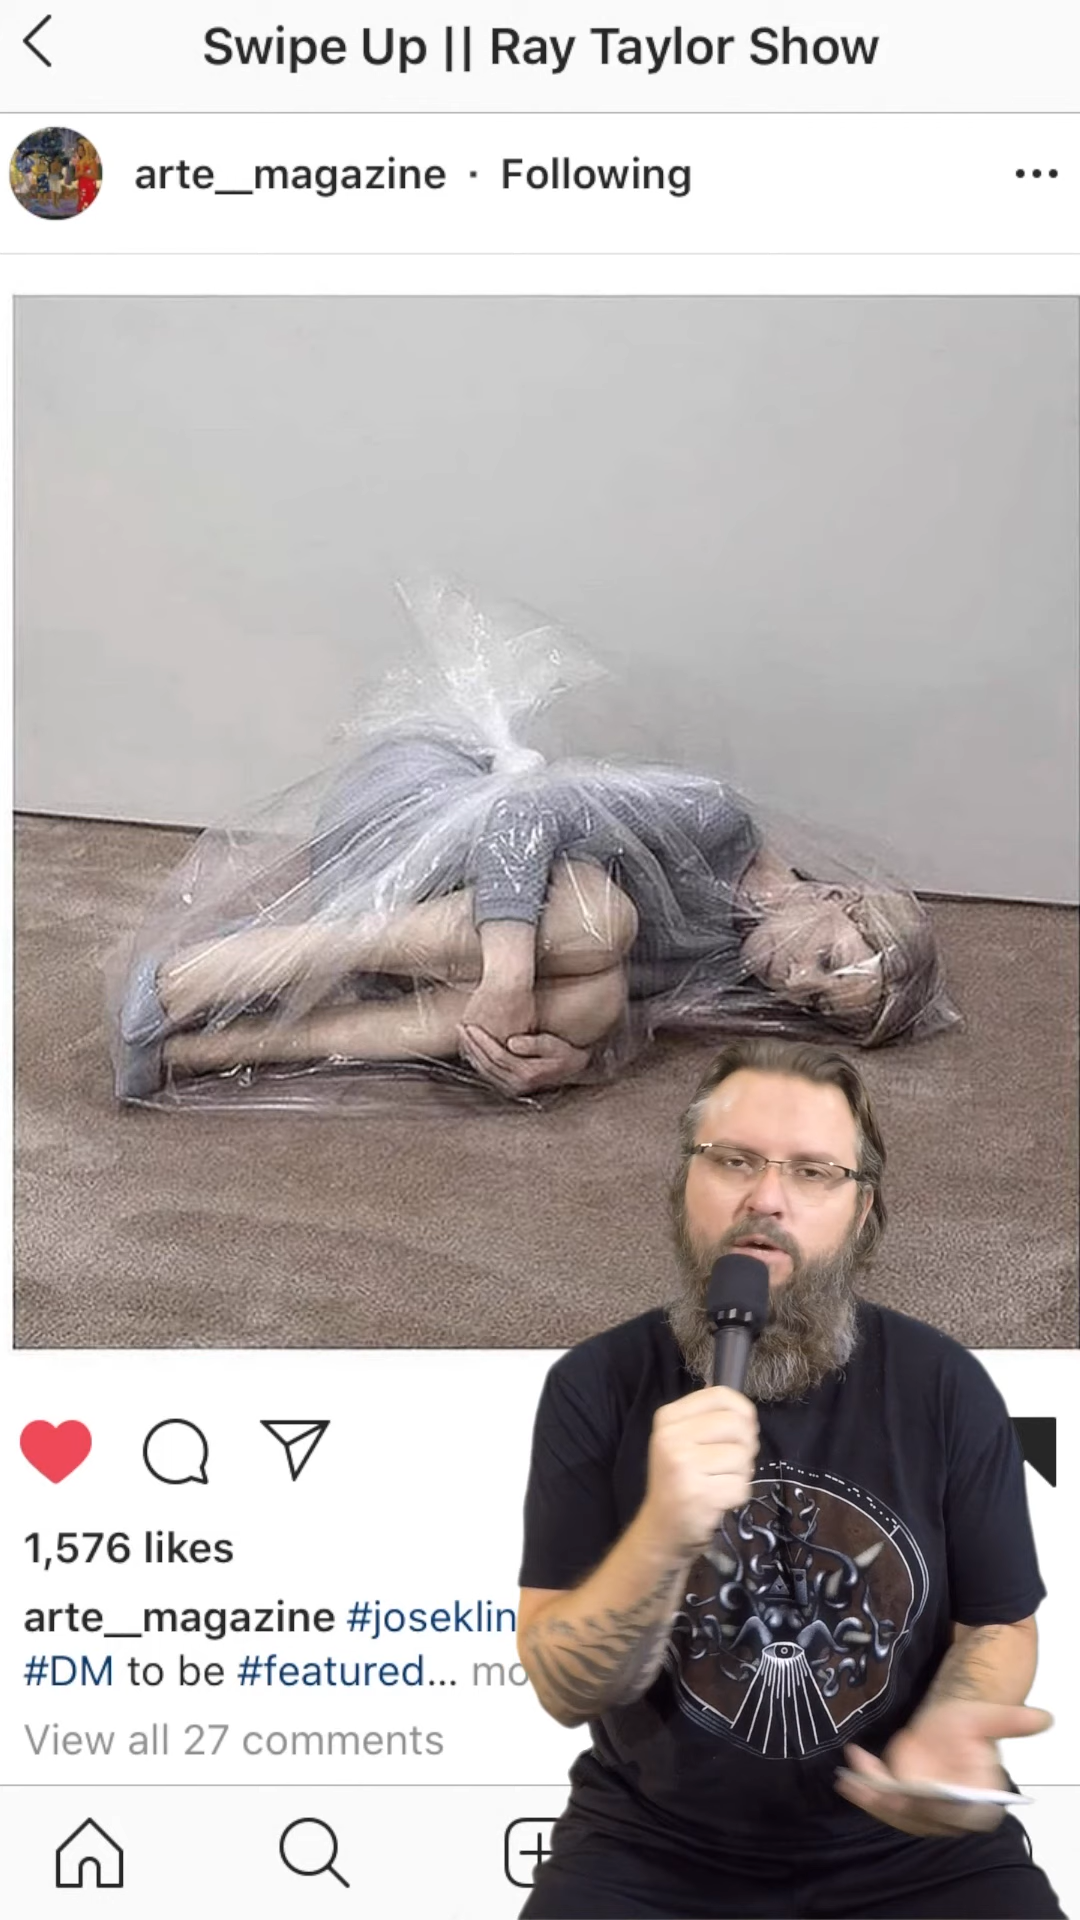 Swipe Up || Ray Taylor Show
arte__magazine · Following
1,576 likes
arte__magazine #joseklin
#DM to be #featured... mo
View all 27 comments